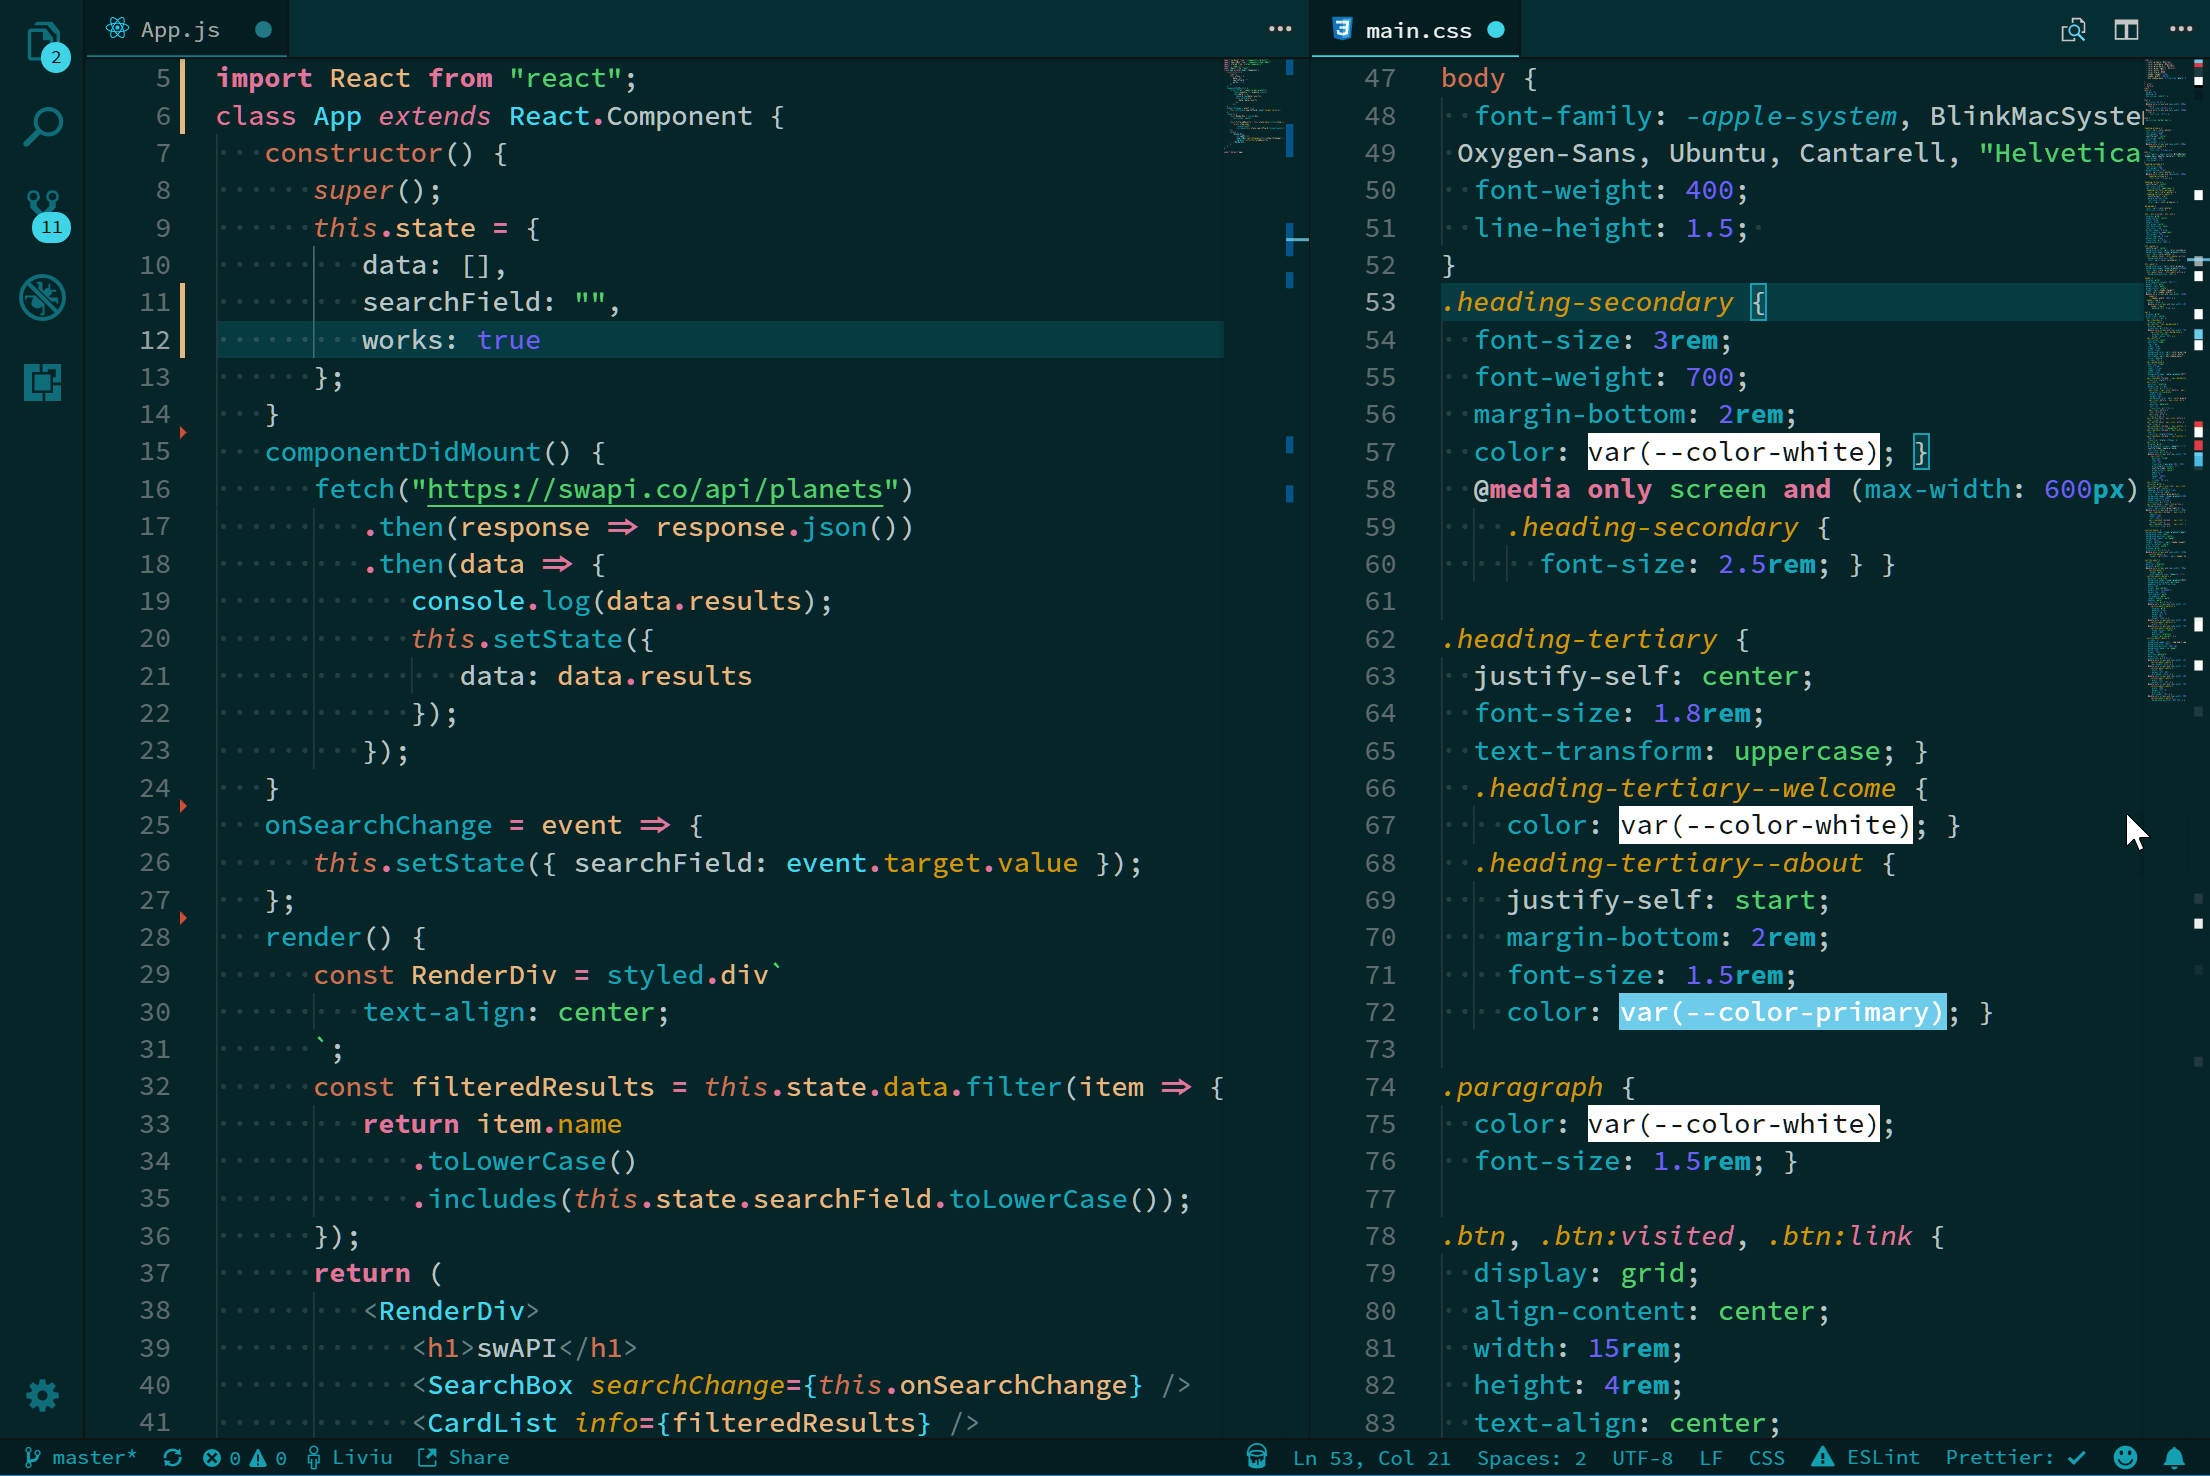 2
11
App.js
5 import React from "react";
6 class App extends React.Component {
7 constructor() {
8 super();
9 this.state = {
10 data: [],
11 searchField: "",
12 works: true
13 };
14 }
15 componentDidMount() {
16 fetch("https://swapi.co/api/planets")
17 .then(response => response.json())
18 .then(data => {
19 console.log(data.results);
20 this.setState({
21 data: data.results
22 });
23 });
24 }
25 onSearchChange = event => {
26 this.setState({ searchField: event.target.value });
27 };
28 render() {
29 const RenderDiv = styled.div`
30 text-align: center;
31 `;
32 const filteredResults = this.state.data.filter(item => {
33 return item.name
34 .toLowerCase()
35 .includes(this.state.searchField.toLowerCase());
36 });
37 return (
38 <RenderDiv>
39 <h1>swAPI</h1>
40 <SearchBox searchChange={this.onSearchChange} />
41 <CardList info={filteredResults} />
main.css
47 body {
48 font-family: -apple-system, BlinkMacSyste
49 Oxygen-Sans, Ubuntu, Cantarell, "Helvetica
50 font-weight: 400;
51 line-height: 1.5;
52 }
53 .heading-secondary {
54 font-size: 3rem;
55 font-weight: 700;
56 margin-bottom: 2rem;
57 color: var(--color-white); }
58 @media only screen and (max-width: 600px)
59 .heading-secondary {
60 font-size: 2.5rem; } }
61
62 .heading-tertiary {
63 justify-self: center;
64 font-size: 1.8rem;
65 text-transform: uppercase; }
66 .heading-tertiary--welcome {
67 color: var(--color-white); }
68 .heading-tertiary--about {
69 justify-self: start;
70 margin-bottom: 2rem;
71 font-size: 1.5rem;
72 color: var(--color-primary); }
73
74 .paragraph {
75 color: var(--color-white);
76 font-size: 1.5rem; }
77
78 .btn, .btn:visited, .btn:link {
79 display: grid;
80 align-content: center;
81 width: 15rem;
82 height: 4rem;
83 text-align: center;
master* 0 0 Liviu Share Ln 53, Col 21 Spaces: 2 UTF-8 LF CSS ESLint Prettier: ✓